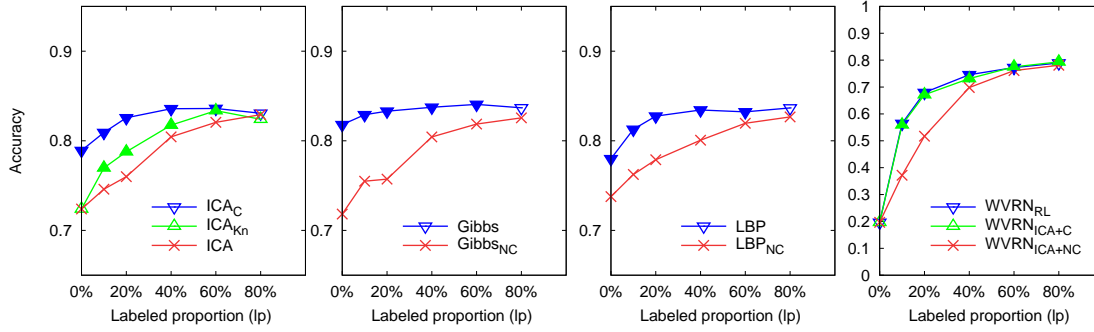 Accuracy
0.9
0.8
0.7
ICA_C
ICA_Kn
ICA
0% 20% 40% 60% 80%
Labeled proportion (lp)
0.9
0.8
0.7
Gibbs
Gibbs_NC
0% 20% 40% 60% 80%
Labeled proportion (lp)
0.9
0.8
0.7
LBP
LBP_NC
0% 20% 40% 60% 80%
Labeled proportion (lp)
1
0.9
0.8
0.7
0.6
0.5
0.4
0.3
0.2
0.1
0
WVRN_RL
WVRN_ICA+C
WVRN_ICA+NC
0% 20% 40% 60% 80%
Labeled proportion (lp)